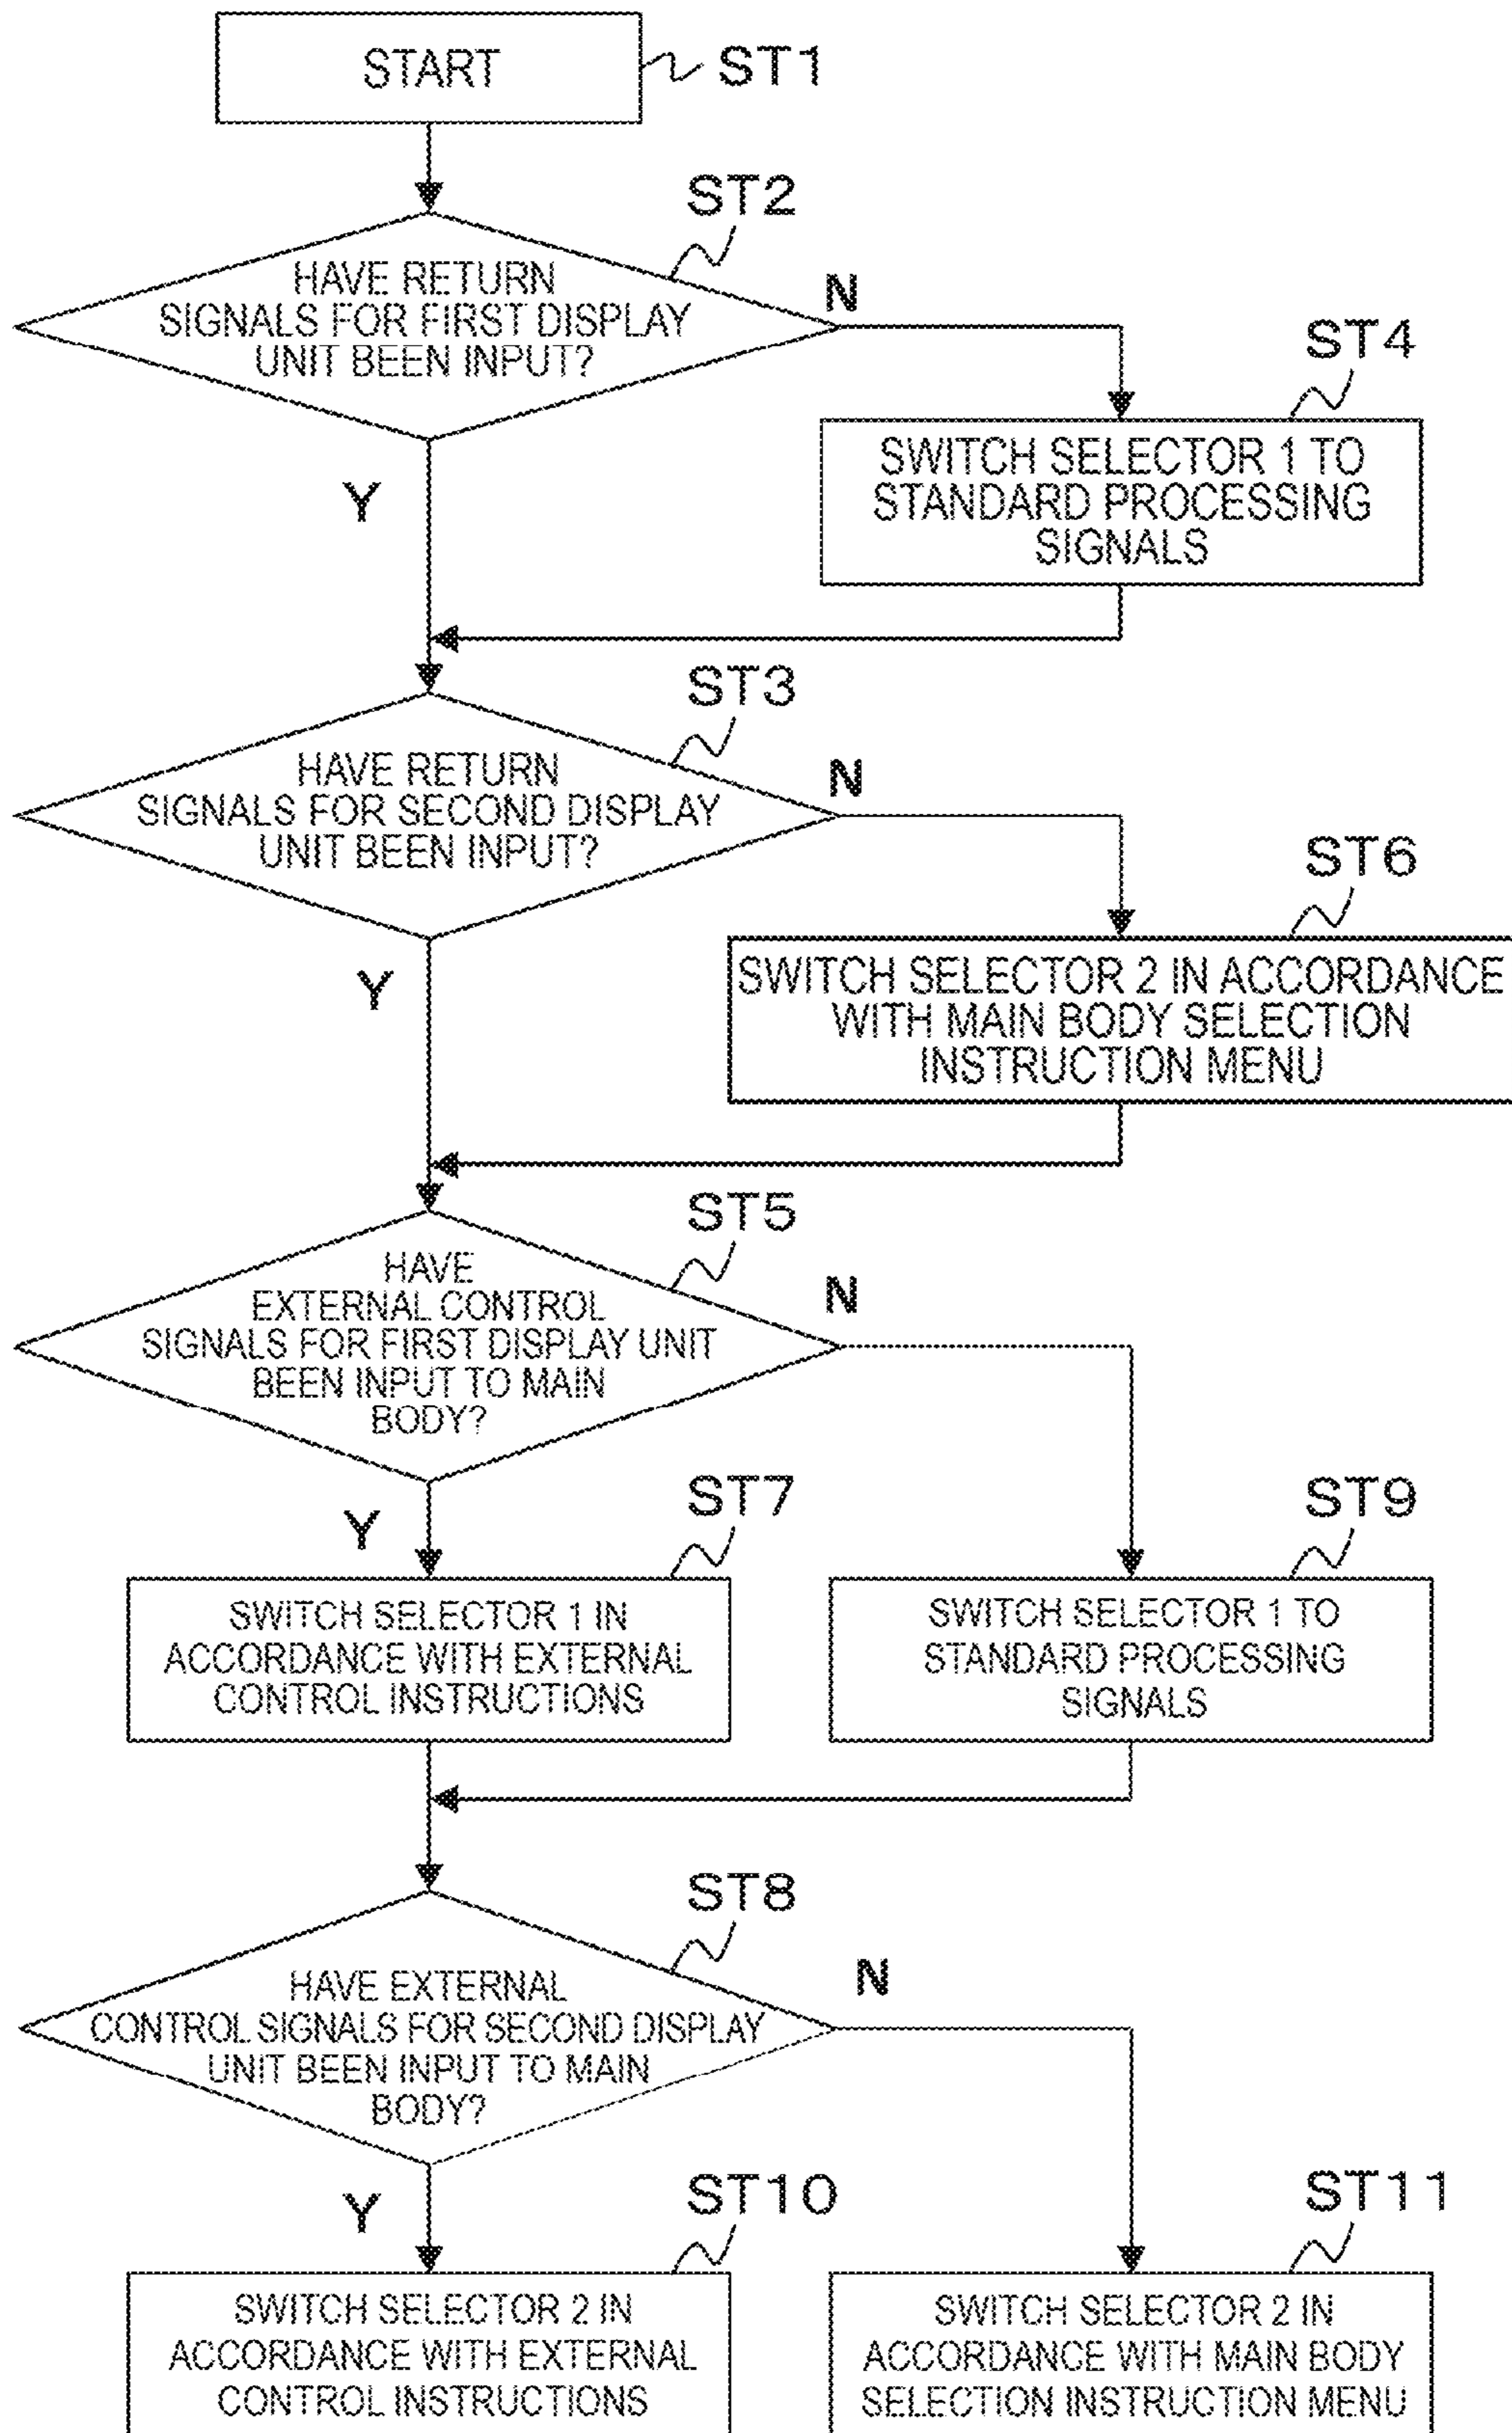 START
ST1
ST2
HAVE RETURN
SIGNALS FOR FIRST DISPLAY
UNIT BEEN INPUT?
N
Y
ST4
SWITCH SELECTOR 1 TO
STANDARD PROCESSING
SIGNALS
ST3
HAVE RETURN
SIGNALS FOR SECOND DISPLAY
UNIT BEEN INPUT?
N
Y
ST6
SWITCH SELECTOR 2 IN ACCORDANCE
WITH MAIN BODY SELECTION
INSTRUCTION MENU
ST5
HAVE
EXTERNAL CONTROL
SIGNALS FOR FIRST DISPLAY UNIT
BEEN INPUT TO MAIN
BODY?
N
Y
ST7
SWITCH SELECTOR 1 IN
ACCORDANCE WITH EXTERNAL
CONTROL INSTRUCTIONS
ST9
SWITCH SELECTOR 1 TO
STANDARD PROCESSING
SIGNALS
ST8
HAVE EXTERNAL
CONTROL SIGNALS FOR SECOND DISPLAY
UNIT BEEN INPUT TO MAIN
BODY?
N
Y
ST10
SWITCH SELECTOR 2 IN
ACCORDANCE WITH EXTERNAL
CONTROL INSTRUCTIONS
ST11
SWITCH SELECTOR 2 IN
ACCORDANCE WITH MAIN BODY
SELECTION INSTRUCTION MENU